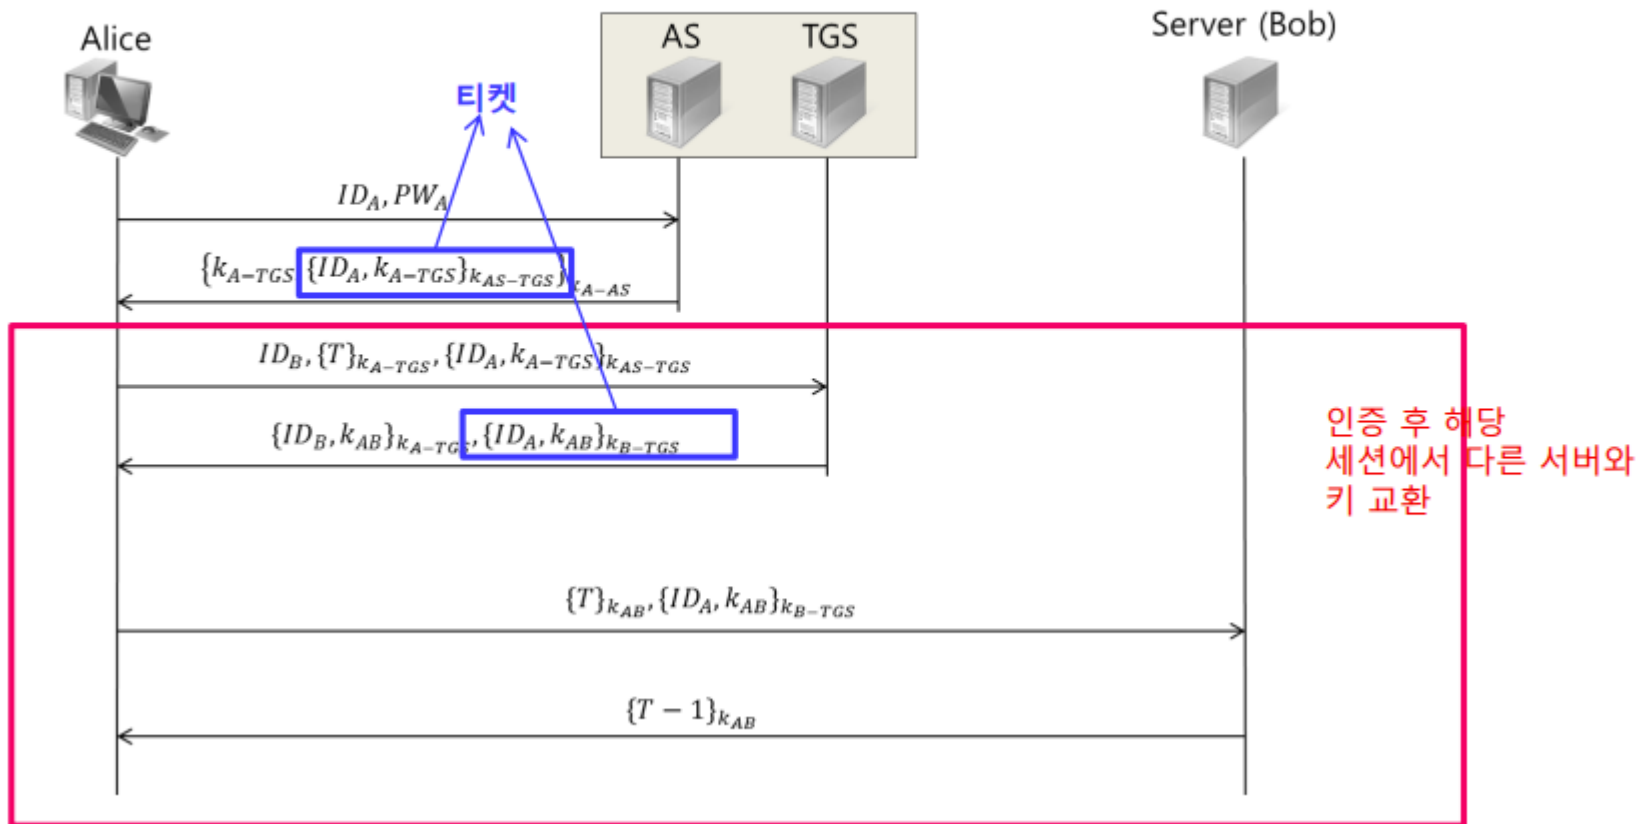 Alice
AS
TGS
Server (Bob)
티켓
ID_A, PW_A
{k_{A-TGS} {ID_A, k_{A-TGS}}_{k_{AS-TGS}}}_{k_{A-AS}}
ID_B, {T}_{k_{A-TGS}}, {ID_A, k_{A-TGS}}_{k_{AS-TGS}}
{ID_B, k_{AB}}_{k_{A-TGS}}, {ID_A, k_{AB}}_{k_{B-TGS}}
인증 후 해당
세션에서 다른 서버와
키 교환
{T}_{k_{AB}}, {ID_A, k_{AB}}_{k_{B-TGS}}
{T - 1}_{k_{AB}}